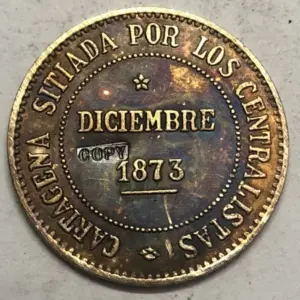 CARTAGENA SITIADA POR LOS CENTRALISTAS
DICIEMBRE
COPY
1873